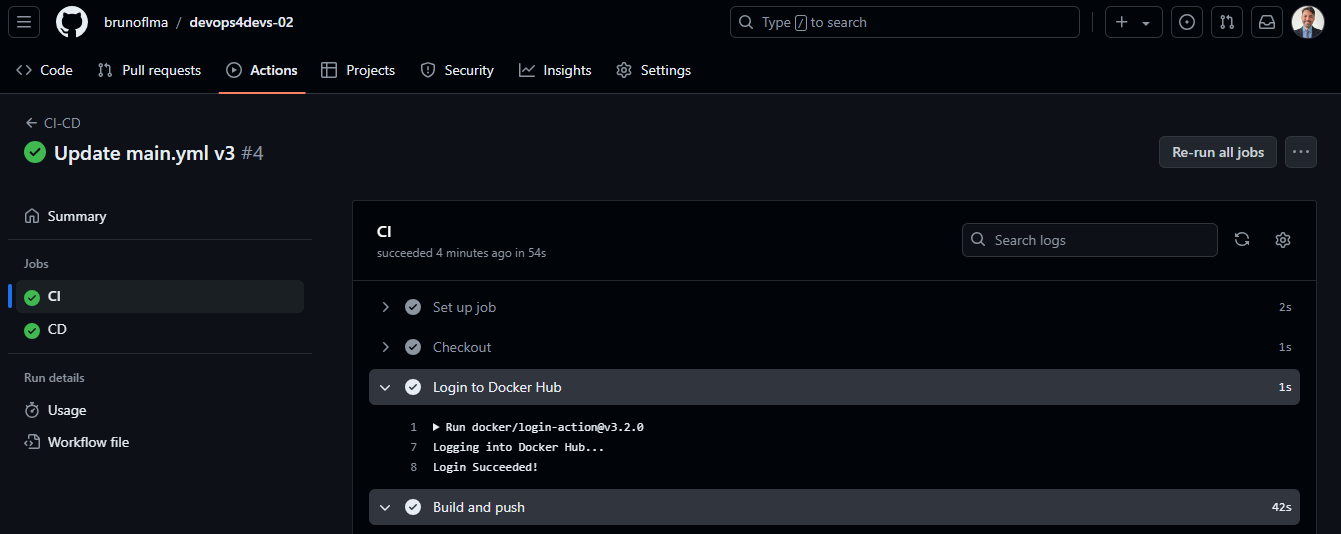 brunoflma / devops4devs-02
Type / to search
Code Pull requests Actions Projects Security Insights Settings
CI-CD
Update main.yml v3 #4
Re-run all jobs
Summary
Jobs
CI
CD
Run details
Usage
Workflow file
CI
succeeded 4 minutes ago in 54s
Search logs
Set up job 2s
Checkout 1s
Login to Docker Hub 1s
1 Run docker/login-action@v3.2.0
7 Logging into Docker Hub...
8 Login Succeeded!
Build and push 42s